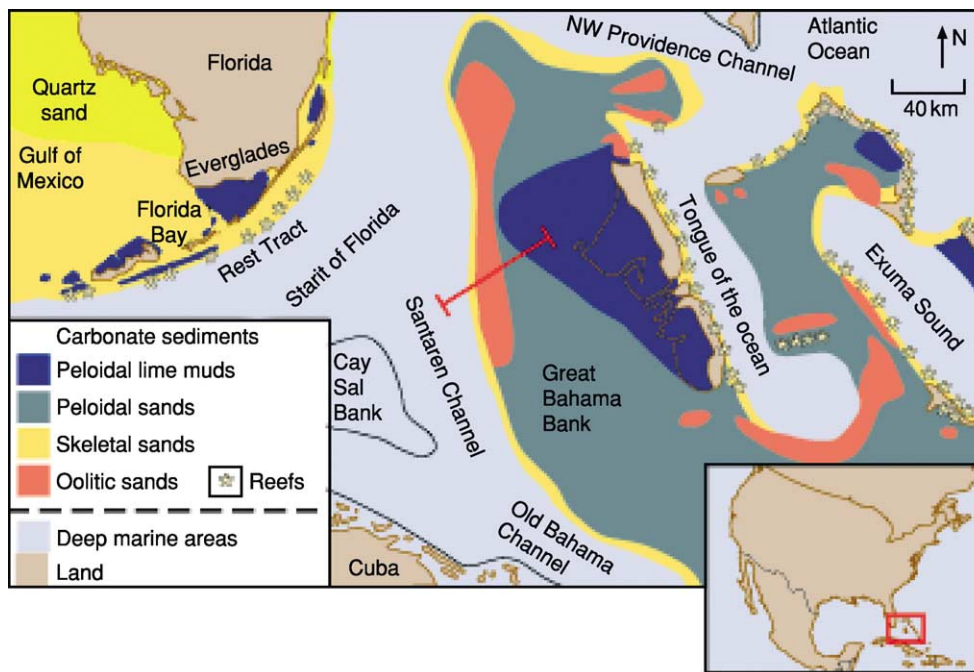 NW Providence Channel
Atlantic
Ocean
N
40 km
Florida
Quartz
sand
Gulf of
Mexico
Everglades
Florida
Bay
Rest Tract
Starit of Florida
Santaren Channel
Tongue of the ocean
Exuma Sound
Great
Bahama
Bank
Cay
Sal
Bank
Old Bahama
Channel
Cuba
Carbonate sediments
Peloidal lime muds
Peloidal sands
Skeletal sands
Oolitic sands
Reefs
Deep marine areas
Land